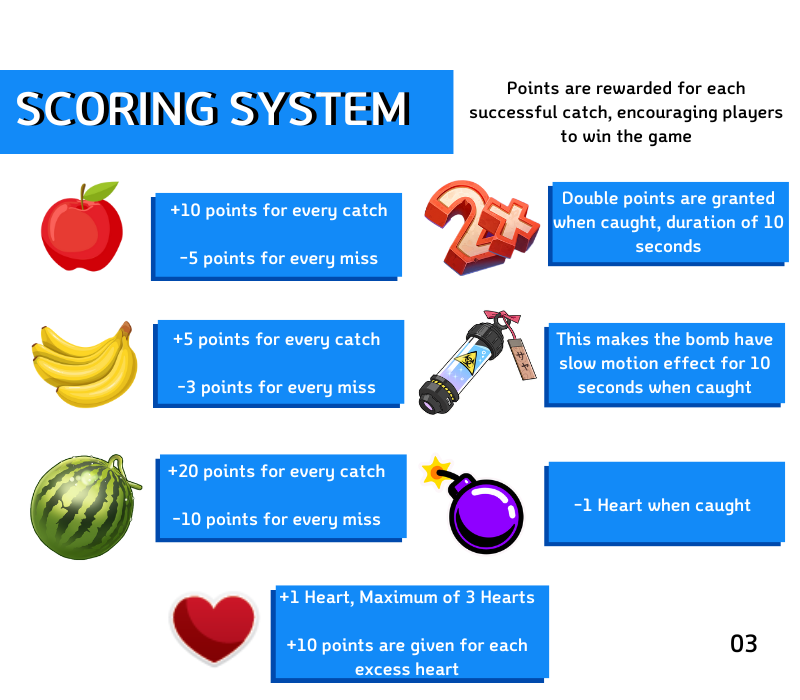 SCORING SYSTEM
Points are rewarded for each
successful catch, encouraging players
to win the game
+10 points for every catch
-5 points for every miss
2+
Double points are granted
when caught, duration of 10
seconds
+5 points for every catch
-3 points for every miss
This makes the bomb have
slow motion effect for 10
seconds when caught
+20 points for every catch
-10 points for every miss
-1 Heart when caught
+1 Heart, Maximum of 3 Hearts
+10 points are given for each
excess heart
03